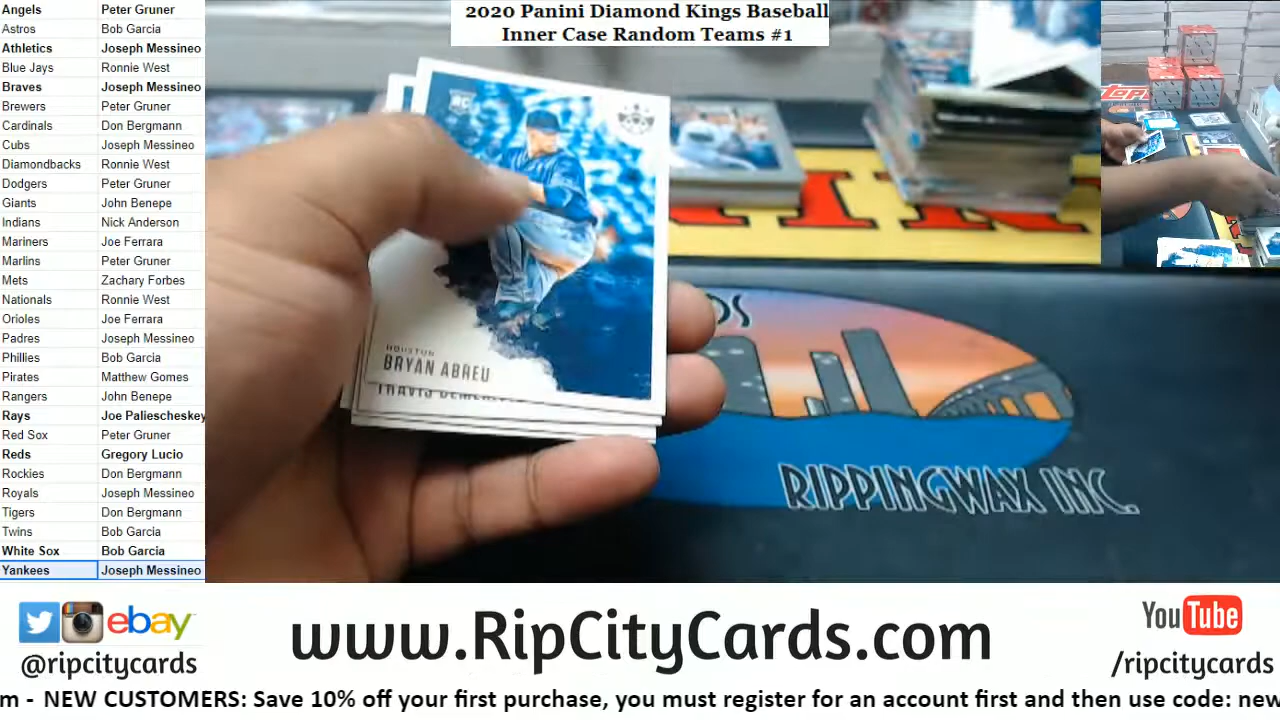 2020 Panini Diamond Kings Baseball
Inner Case Random Teams #1
Angels Peter Gruner
Astros Bob Garcia
Athletics Joseph Messineo
Blue Jays Ronnie West
Braves Joseph Messineo
Brewers Peter Gruner
Cardinals Don Bergmann
Cubs Joseph Messineo
Diamondbacks Ronnie West
Dodgers Peter Gruner
Giants John Benepe
Indians Nick Anderson
Mariners Joe Ferrara
Marlins Peter Gruner
Mets Zachary Forbes
Nationals Ronnie West
Orioles Joe Ferrara
Padres Joseph Messineo
Phillies Bob Garcia
Pirates Matthew Gomes
Rangers John Benepe
Rays Joe Paliescheskey
Red Sox Peter Gruner
Reds Gregory Lucio
Rockies Don Bergmann
Royals Joseph Messineo
Tigers Don Bergmann
Twins Bob Garcia
White Sox Bob Garcia
Yankees Joseph Messineo
RC
HOUSTON
BRYAN ABREU
TRAVIS
RIPPINGWAX INC.
ebay
@ripcitycards
www.RipCityCards.com
YouTube
/ripcitycards
m - NEW CUSTOMERS: Save 10% off your first purchase, you must register for an account first and then use code: new